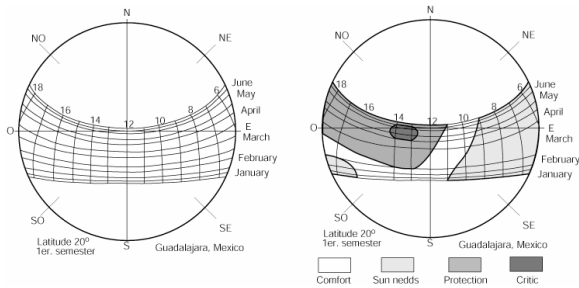 N
NO
NE
18
16
14
12
10
8
6
June
May
April
O
E
March
February
January
SO
SE
Latitude 20º
1er. semester
S
Guadalajara, Mexico
N
NO
NE
18
16
14
12
10
8
6
June
May
April
O
E
March
February
January
SO
SE
Latitude 20º
1er. semester
S
Guadalajara, Mexico
Comfort
Sun nedds
Protection
Critic